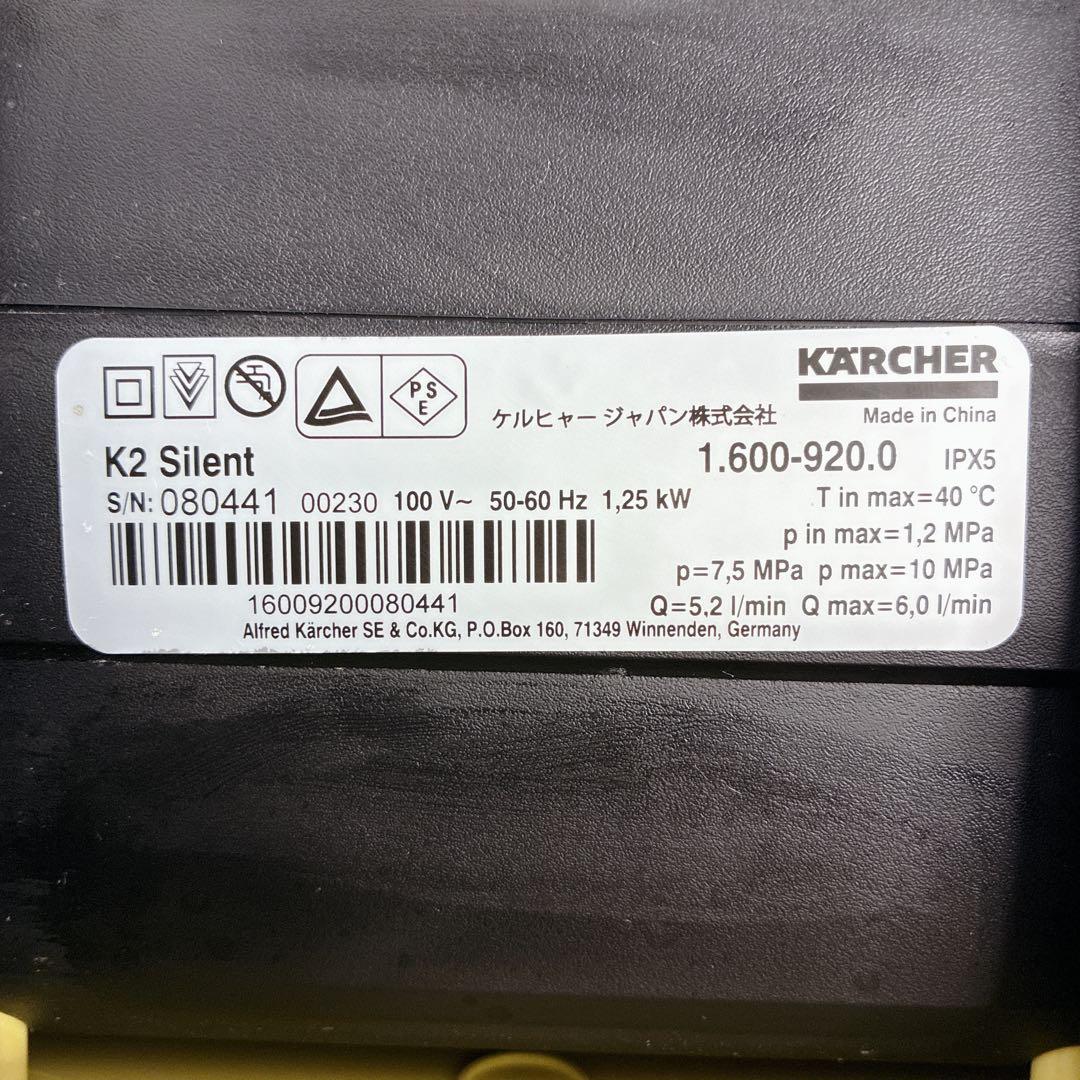 KÄRCHER
Made in China
PS
E
ケルヒャー ジャパン株式会社
K2 Silent
1.600-920.0 IPX5
S/N: 080441 00230 100 V~ 50-60 Hz 1,25 kW
T in max=40 °C
p in max=1,2 MPa
p=7,5 MPa p max=10 MPa
16009200080441
Q=5,2 l/min Q max=6,0 l/min
Alfred Kärcher SE & Co.KG, P.O.Box 160, 71349 Winnenden, Germany